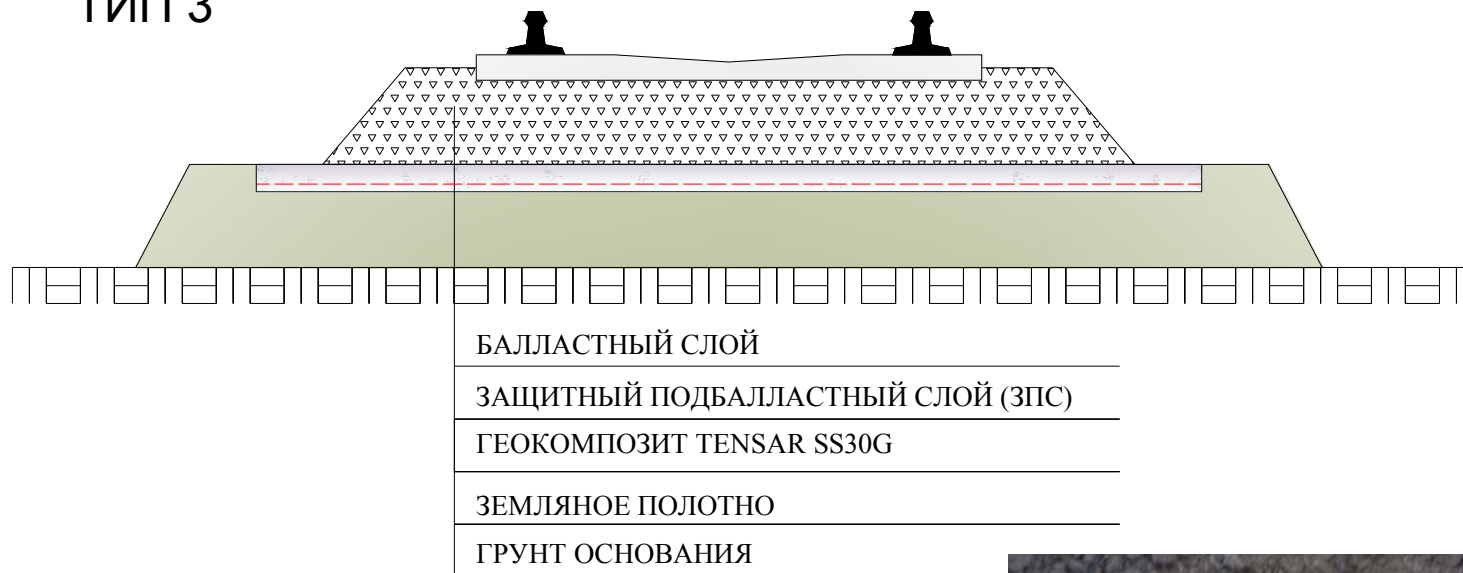 ТИП 3
БАЛЛАСТНЫЙ СЛОЙ
ЗАЩИТНЫЙ ПОДБАЛЛАСТНЫЙ СЛОЙ (ЗПС)
ГЕОКОМПОЗИТ TENSAR SS30G
ЗЕМЛЯНОЕ ПОЛОТНО
ГРУНТ ОСНОВАНИЯ